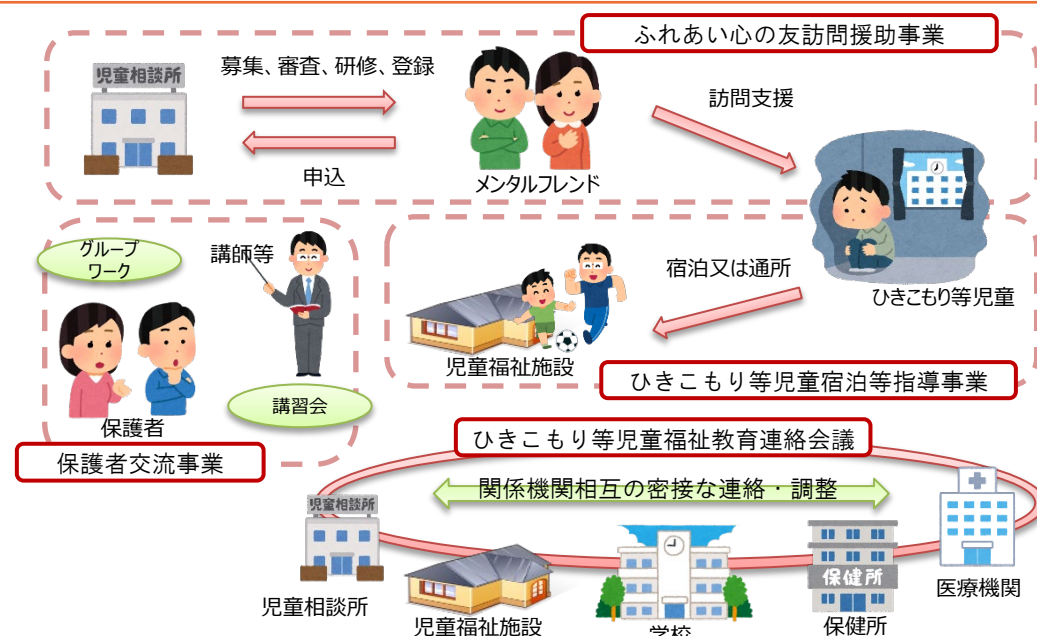 ふれあい心の友訪問援助事業
児童相談所
募集、審査、研修、登録
申込
メンタルフレンド
訪問支援
ひきこもり等児童
宿泊又は通所
児童福祉施設
ひきこもり等児童宿泊等指導事業
グループ
ワーク
講師等
保護者
講習会
保護者交流事業
ひきこもり等児童福祉教育連絡会議
関係機関相互の密接な連絡・調整
児童相談所
児童相談所
児童福祉施設
学校
保健所
保健所
医療機関